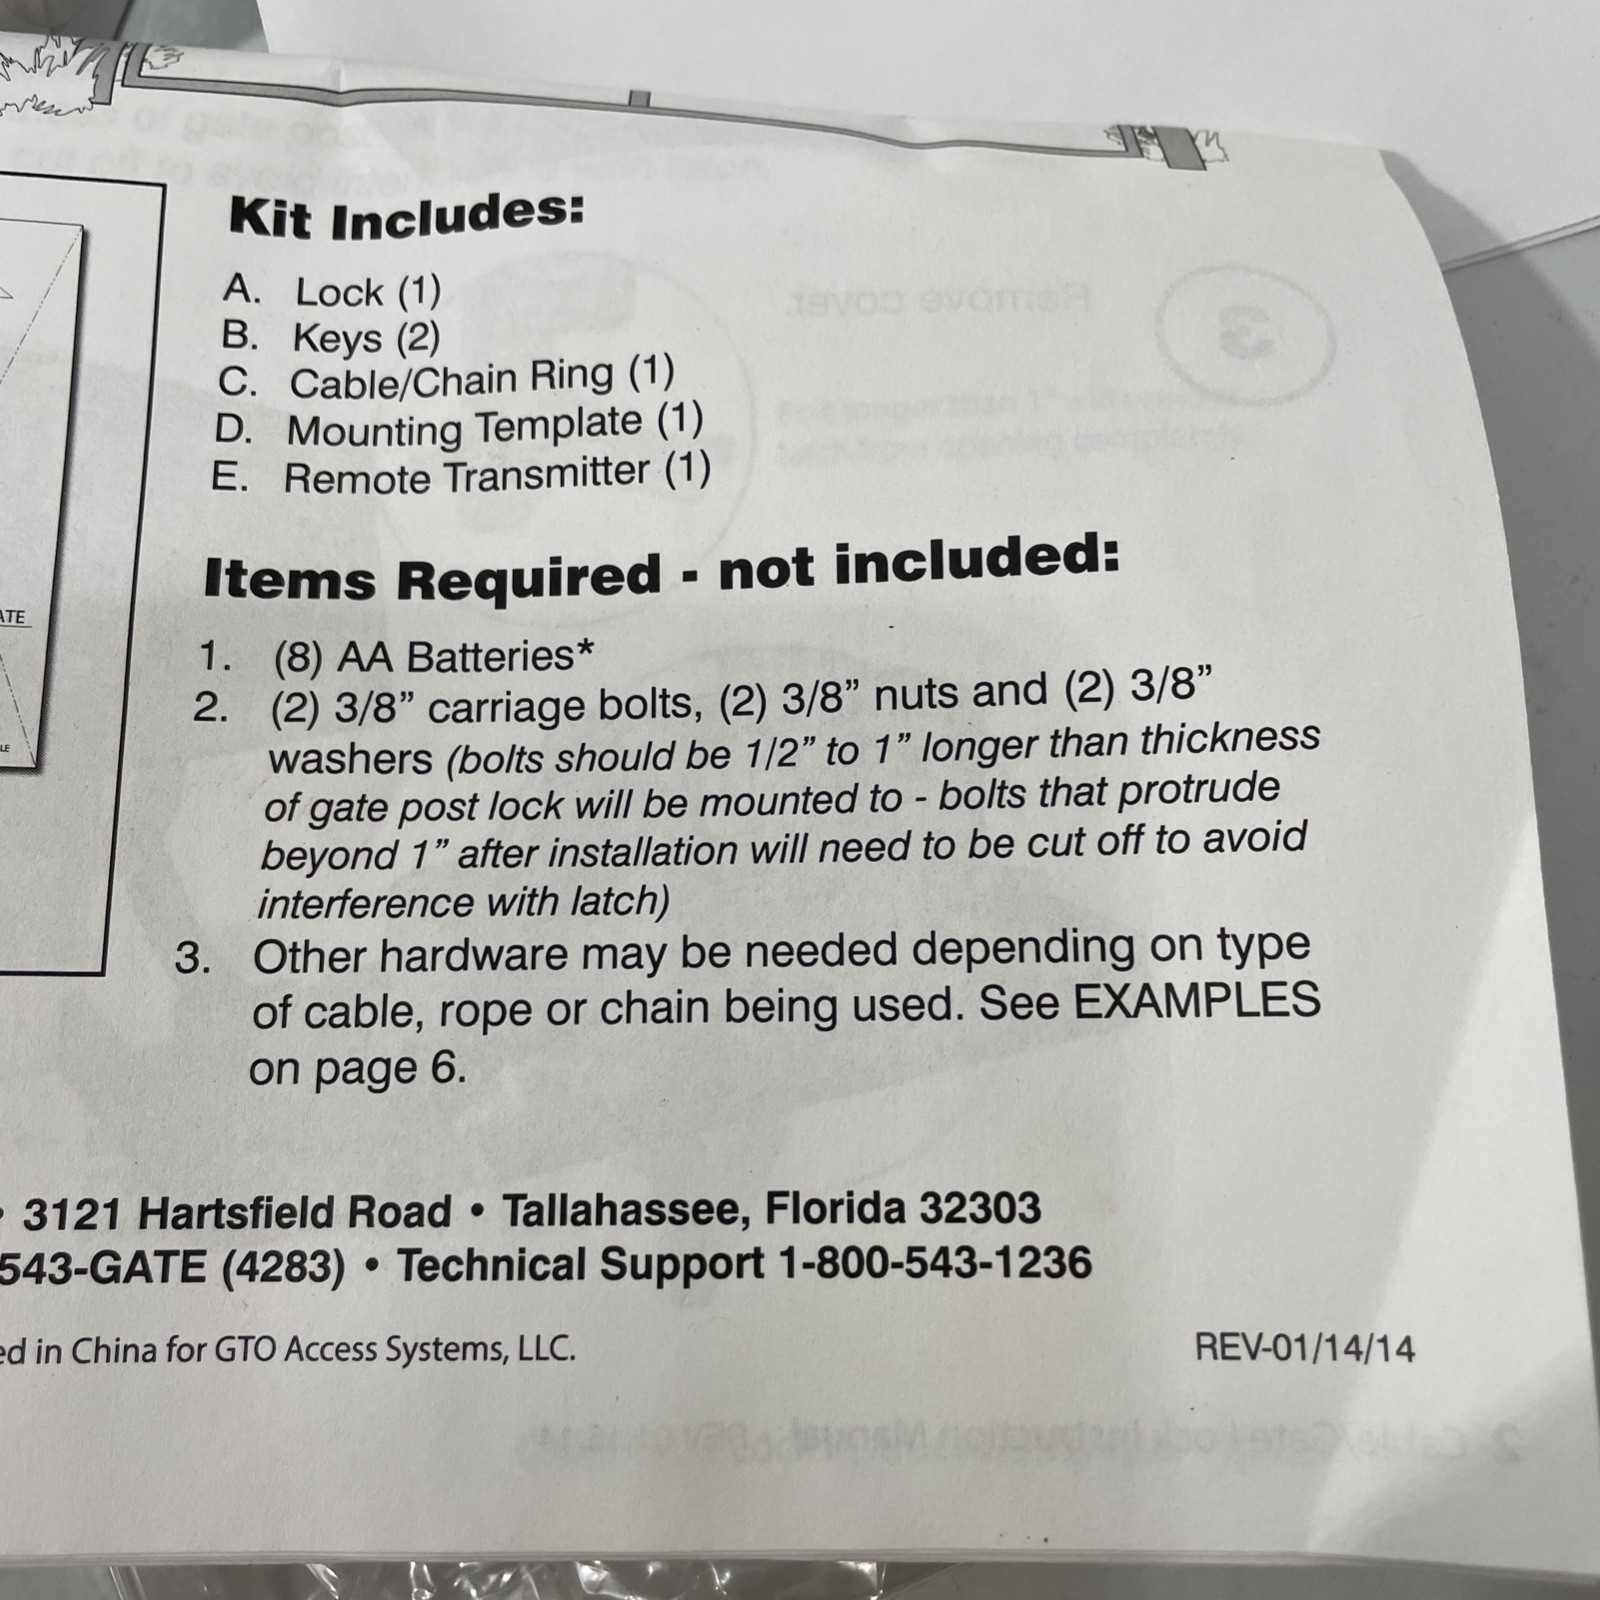 Kit Includes:
A. Lock (1)
B. Keys (2)
C. Cable/Chain Ring (1)
D. Mounting Template (1)
E. Remote Transmitter (1)
Items Required - not included:
ATE
1. (8) AA Batteries*
2. (2) 3/8” carriage bolts, (2) 3/8” nuts and (2) 3/8”
LE
washers (bolts should be 1/2” to 1” longer than thickness
of gate post lock will be mounted to - bolts that protrude
beyond 1” after installation will need to be cut off to avoid
interference with latch)
3. Other hardware may be needed depending on type
of cable, rope or chain being used. See EXAMPLES
on page 6.
• 3121 Hartsfield Road • Tallahassee, Florida 32303
543-GATE (4283) • Technical Support 1-800-543-1236
ed in China for GTO Access Systems, LLC.
REV-01/14/14